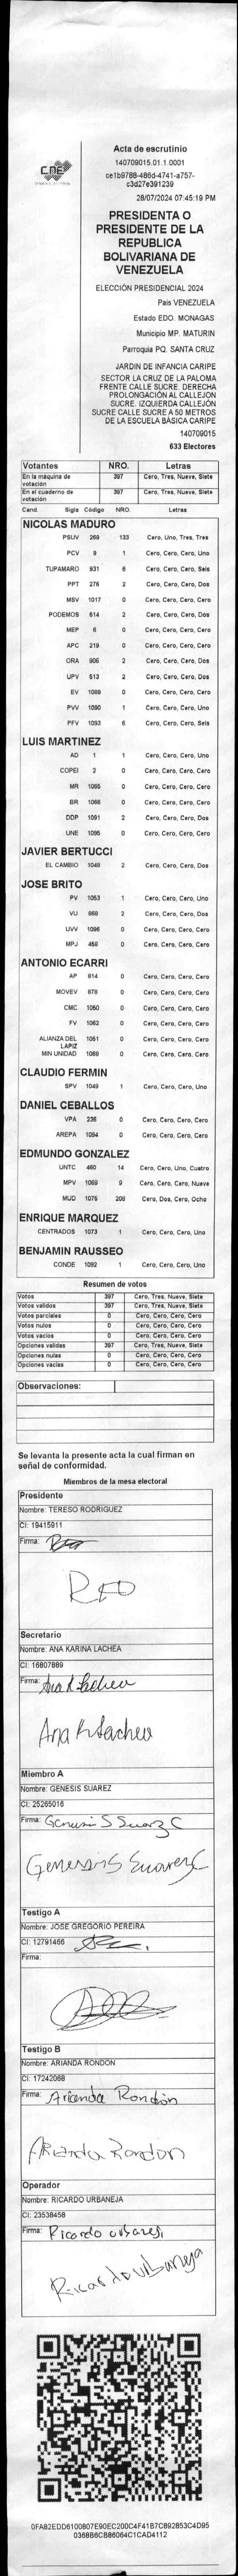 CNE
Acta de escrutinio
140709015.01.1.0001
ce1b9788-486d-4741-a757-
c3d27e391239
28/07/2024 07:45:19 PM
PRESIDENTA O
PRESIDENTE DE LA
REPUBLICA
BOLIVARIANA DE
VENEZUELA
ELECCIÓN PRESIDENCIAL 2024
Pais VENEZUELA
Estado EDO. MONAGAS
Municipio MP. MATURIN
Parroquia PQ. SANTA CRUZ
JARDIN DE INFANCIA CARIPE
SECTOR LA CRUZ DE LA PALOMA
FRENTE CALLE SUCRE. DERECHA
PROLONGACIÓN AL CALLEJON
SUCRE. IZQUIERDA CALLEJÓN
SUCRE CALLE SUCRE A 50 METROS
DE LA ESCUELA BÁSICA CARIPE
140709015
633 Electores
Votantes NRO. Letras
En la máquina de votación 397 Cero, Tres, Nueve, Siete
En el cuaderno de votación 397 Cero, Tres, Nueve, Siete
Cand. Sigla Código NRO. Letras
NICOLAS MADURO
PSUV 269 133 Cero, Uno, Tres, Tres
PCV 9 1 Cero, Cero, Cero, Uno
TUPAMARO 931 6 Cero, Cero, Cero, Seis
PPT 276 2 Cero, Cero, Cero, Dos
MSV 1017 0 Cero, Cero, Cero, Cero
PODEMOS 514 2 Cero, Cero, Cero, Dos
MEP 6 0 Cero, Cero, Cero, Cero
APC 219 0 Cero, Cero, Cero, Cero
ORA 906 2 Cero, Cero, Cero, Dos
UPV 513 2 Cero, Cero, Cero, Dos
EV 1089 0 Cero, Cero, Cero, Cero
PVV 1090 1 Cero, Cero, Cero, Uno
PFV 1093 6 Cero, Cero, Cero, Seis
LUIS MARTINEZ
AD 1 1 Cero, Cero, Cero, Uno
COPEI 2 0 Cero, Cero, Cero, Cero
MR 1065 0 Cero, Cero, Cero, Cero
BR 1066 0 Cero, Cero, Cero, Cero
DDP 1091 2 Cero, Cero, Cero, Dos
UNE 1095 0 Cero, Cero, Cero, Cero
JAVIER BERTUCCI
EL CAMBIO 1048 2 Cero, Cero, Cero, Dos
JOSE BRITO
PV 1053 1 Cero, Cero, Cero, Uno
VU 868 2 Cero, Cero, Cero, Dos
UVV 1096 0 Cero, Cero, Cero, Cero
MPJ 458 0 Cero, Cero, Cero, Cero
ANTONIO ECARRI
AP 814 0 Cero, Cero, Cero, Cero
MOVEV 878 0 Cero, Cero, Cero, Cero
CMC 1050 0 Cero, Cero, Cero, Cero
FV 1062 0 Cero, Cero, Cero, Cero
ALIANZA DEL LAPIZ 1051 0 Cero, Cero, Cero, Cero
MIN UNIDAD 1088 0 Cero, Cero, Cero, Cero
CLAUDIO FERMIN
SPV 1049 1 Cero, Cero, Cero, Uno
DANIEL CEBALLOS
VPA 236 0 Cero, Cero, Cero, Cero
AREPA 1094 0 Cero, Cero, Cero, Cero
EDMUNDO GONZALEZ
UNTC 460 14 Cero, Cero, Uno, Cuatro
MPV 1069 9 Cero, Cero, Cero, Nueve
MUD 1076 208 Cero, Dos, Cero, Ocho
ENRIQUE MARQUEZ
CENTRADOS 1073 1 Cero, Cero, Cero, Uno
BENJAMIN RAUSSEO
CONDE 1092 1 Cero, Cero, Cero, Uno
Resumen de votos
Votos 397 Cero, Tres, Nueve, Siete
Votos validos 397 Cero, Tres, Nueve, Siete
Votos parciales 0 Cero, Cero, Cero, Cero
Votos nulos 0 Cero, Cero, Cero, Cero
Votos vacios 0 Cero, Cero, Cero, Cero
Opciones validas 397 Cero, Tres, Nueve, Siete
Opciones nulas 0 Cero, Cero, Cero, Cero
Opciones vacias 0 Cero, Cero, Cero, Cero
Observaciones:
Se levanta la presente acta la cual firman en
señal de conformidad.
Miembros de la mesa electoral
Presidente
Nombre: TERESO RODRIGUEZ
CI: 19415911
Firma:
Secretario
Nombre: ANA KARINA LACHEA
CI: 16807889
Firma: Ana K Lachea
Ana K Lachea
Miembro A
Nombre: GENESIS SUAREZ
CI: 25265016
Firma: Genesis S Suarez C
Testigo A
Nombre: JOSE GREGORIO PEREIRA
CI: 12791466
Firma:
Testigo B
Nombre: ARIANDA RONDON
CI: 17242068
Firma: Arianda Rondón
Arianda Rondon
Operador
Nombre: RICARDO URBANEJA
CI: 23538458
Firma: Ricardo urbaneja
Ricardo urbaneja
0FA82EDD6100807E90EC200C4F41B7C892853C4D95
0368B6CB86064C1CAD4112